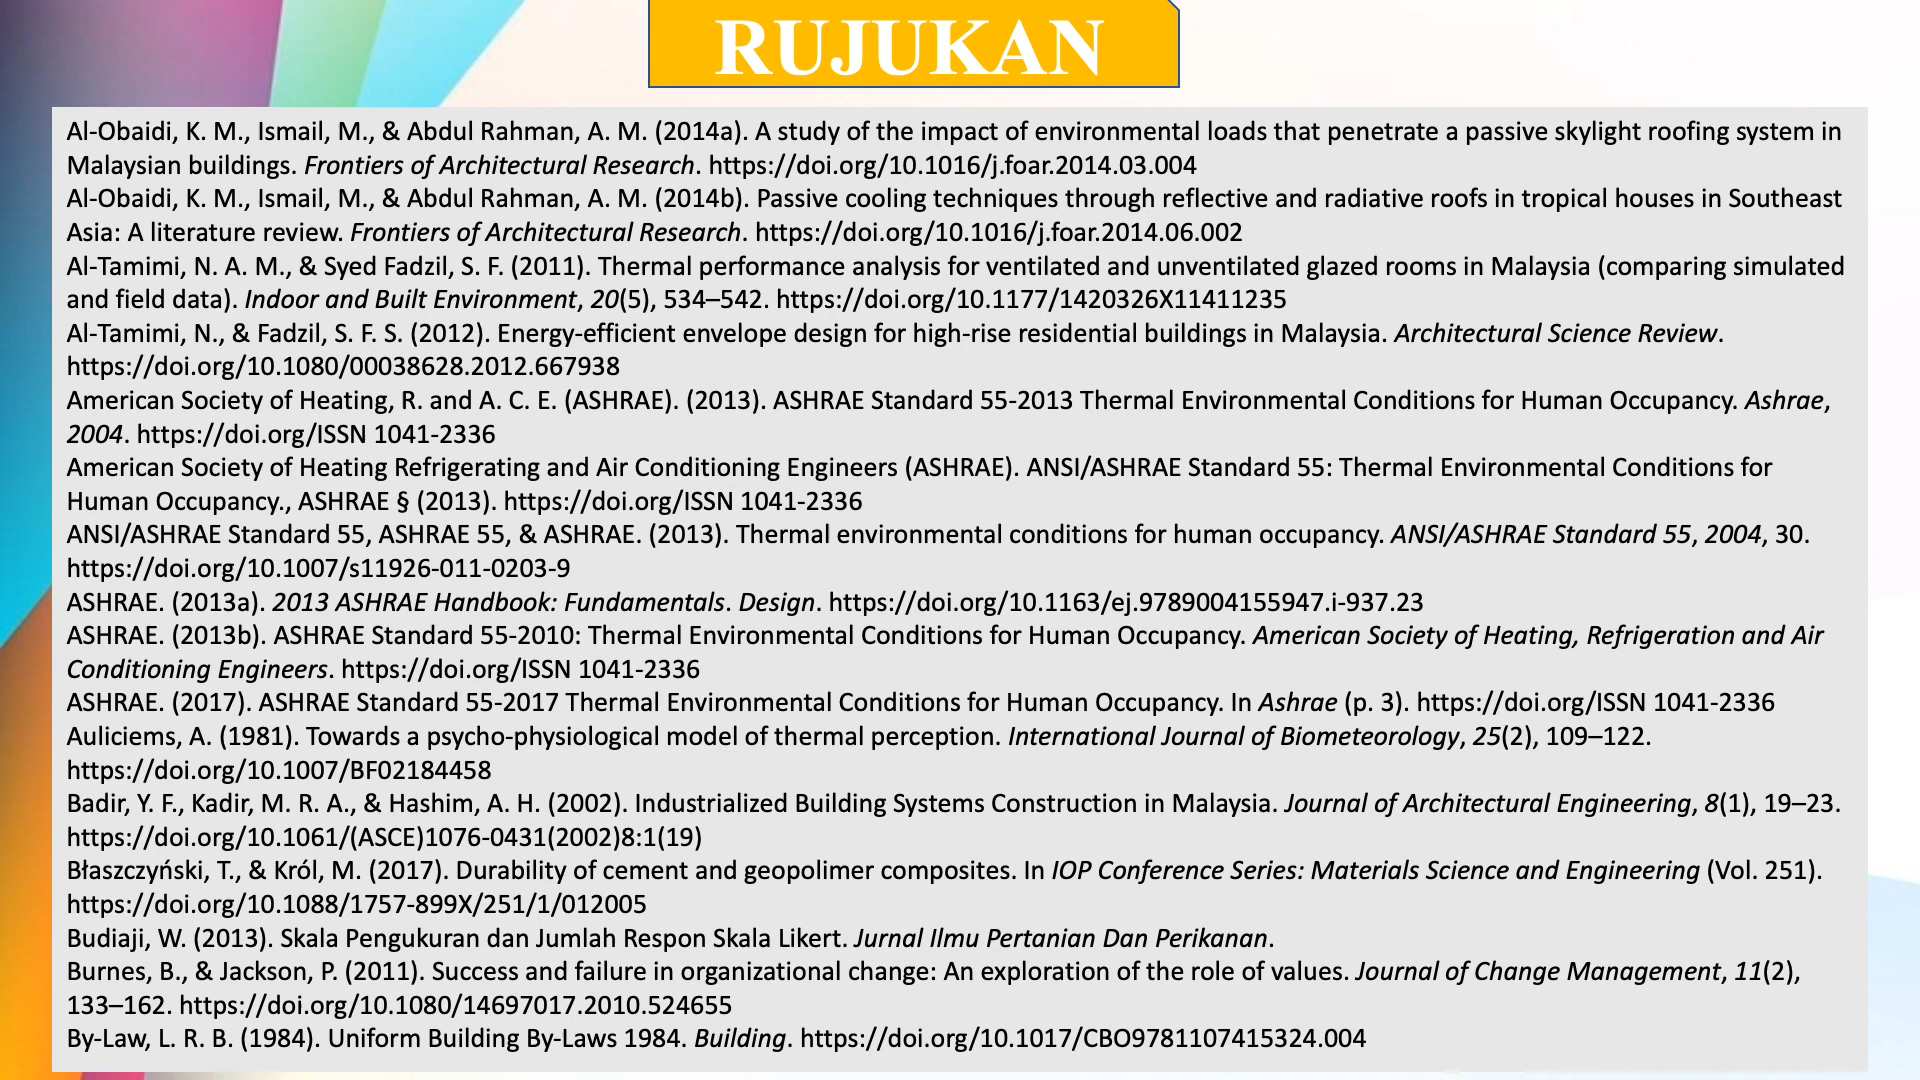 RUJUKAN
Al-Obaidi, K. M., Ismail, M., & Abdul Rahman, A. M. (2014a). A study of the impact of environmental loads that penetrate a passive skylight roofing system in
Malaysian buildings. Frontiers of Architectural Research. https://doi.org/10.1016/j.foar.2014.03.004
Al-Obaidi, K. M., Ismail, M., & Abdul Rahman, A. M. (2014b). Passive cooling techniques through reflective and radiative roofs in tropical houses in Southeast
Asia: A literature review. Frontiers of Architectural Research. https://doi.org/10.1016/j.foar.2014.06.002
Al-Tamimi, N. A. M., & Syed Fadzil, S. F. (2011). Thermal performance analysis for ventilated and unventilated glazed rooms in Malaysia (comparing simulated
and field data). Indoor and Built Environment, 20(5), 534–542. https://doi.org/10.1177/1420326X11411235
Al-Tamimi, N., & Fadzil, S. F. S. (2012). Energy-efficient envelope design for high-rise residential buildings in Malaysia. Architectural Science Review.
https://doi.org/10.1080/00038628.2012.667938
American Society of Heating, R. and A. C. E. (ASHRAE). (2013). ASHRAE Standard 55-2013 Thermal Environmental Conditions for Human Occupancy. Ashrae,
2004. https://doi.org/ISSN 1041-2336
American Society of Heating Refrigerating and Air Conditioning Engineers (ASHRAE). ANSI/ASHRAE Standard 55: Thermal Environmental Conditions for
Human Occupancy., ASHRAE § (2013). https://doi.org/ISSN 1041-2336
ANSI/ASHRAE Standard 55, ASHRAE 55, & ASHRAE. (2013). Thermal environmental conditions for human occupancy. ANSI/ASHRAE Standard 55, 2004, 30.
https://doi.org/10.1007/s11926-011-0203-9
ASHRAE. (2013a). 2013 ASHRAE Handbook: Fundamentals. Design. https://doi.org/10.1163/ej.9789004155947.i-937.23
ASHRAE. (2013b). ASHRAE Standard 55-2010: Thermal Environmental Conditions for Human Occupancy. American Society of Heating, Refrigeration and Air
Conditioning Engineers. https://doi.org/ISSN 1041-2336
ASHRAE. (2017). ASHRAE Standard 55-2017 Thermal Environmental Conditions for Human Occupancy. In Ashrae (p. 3). https://doi.org/ISSN 1041-2336
Auliciems, A. (1981). Towards a psycho-physiological model of thermal perception. International Journal of Biometeorology, 25(2), 109–122.
https://doi.org/10.1007/BF02184458
Badir, Y. F., Kadir, M. R. A., & Hashim, A. H. (2002). Industrialized Building Systems Construction in Malaysia. Journal of Architectural Engineering, 8(1), 19–23.
https://doi.org/10.1061/(ASCE)1076-0431(2002)8:1(19)
Błaszczyński, T., & Król, M. (2017). Durability of cement and geopolimer composites. In IOP Conference Series: Materials Science and Engineering (Vol. 251).
https://doi.org/10.1088/1757-899X/251/1/012005
Budiaji, W. (2013). Skala Pengukuran dan Jumlah Respon Skala Likert. Jurnal Ilmu Pertanian Dan Perikanan.
Burnes, B., & Jackson, P. (2011). Success and failure in organizational change: An exploration of the role of values. Journal of Change Management, 11(2),
133–162. https://doi.org/10.1080/14697017.2010.524655
By-Law, L. R. B. (1984). Uniform Building By-Laws 1984. Building. https://doi.org/10.1017/CBO9781107415324.004